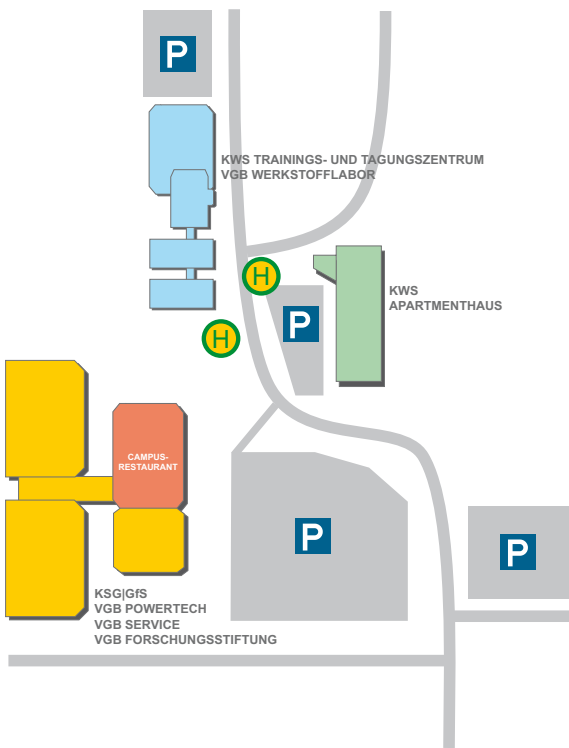 P
KWS TRAININGS- UND TAGUNGSZENTRUM
VGB WERKSTOFFLABOR
H
KWS
APARTMENTHAUS
P
H
CAMPUS-
RESTAURANT
P
P
KSG|GfS
VGB POWERTECH
VGB SERVICE
VGB FORSCHUNGSSTIFTUNG